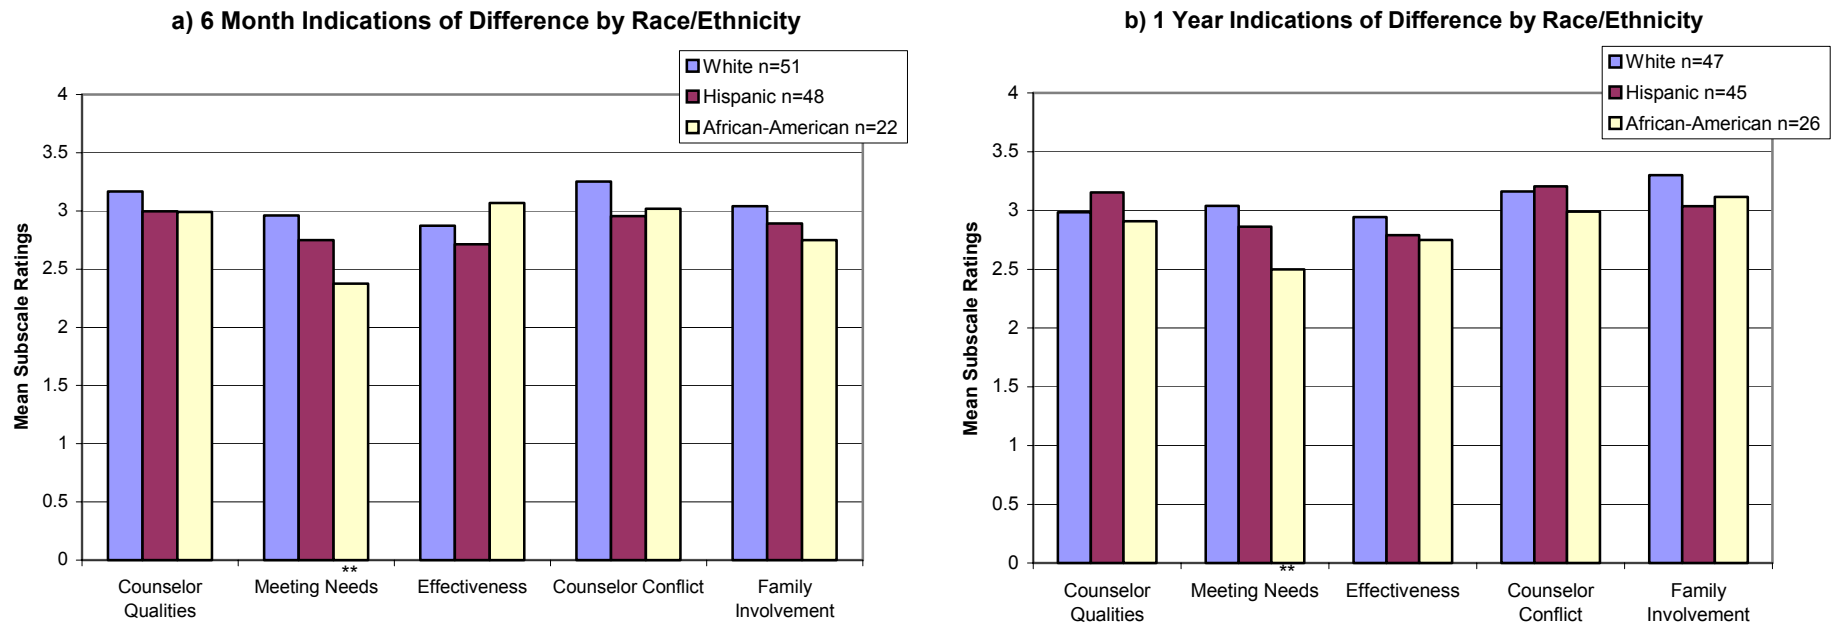 a) 6 Month Indications of Difference by Race/Ethnicity
White n=51
Hispanic n=48
African-American n=22
Mean Subscale Ratings
4
3.5
3
2.5
2
1.5
1
0.5
0
**
Counselor
Qualities
Meeting Needs
Effectiveness
Counselor Conflict
Family
Involvement
b) 1 Year Indications of Difference by Race/Ethnicity
White n=47
Hispanic n=45
African-American n=26
Mean Subscale Ratings
4
3.5
3
2.5
2
1.5
1
0.5
0
**
Counselor
Qualities
Meeting Needs
Effectiveness
Counselor
Conflict
Family
Involvement